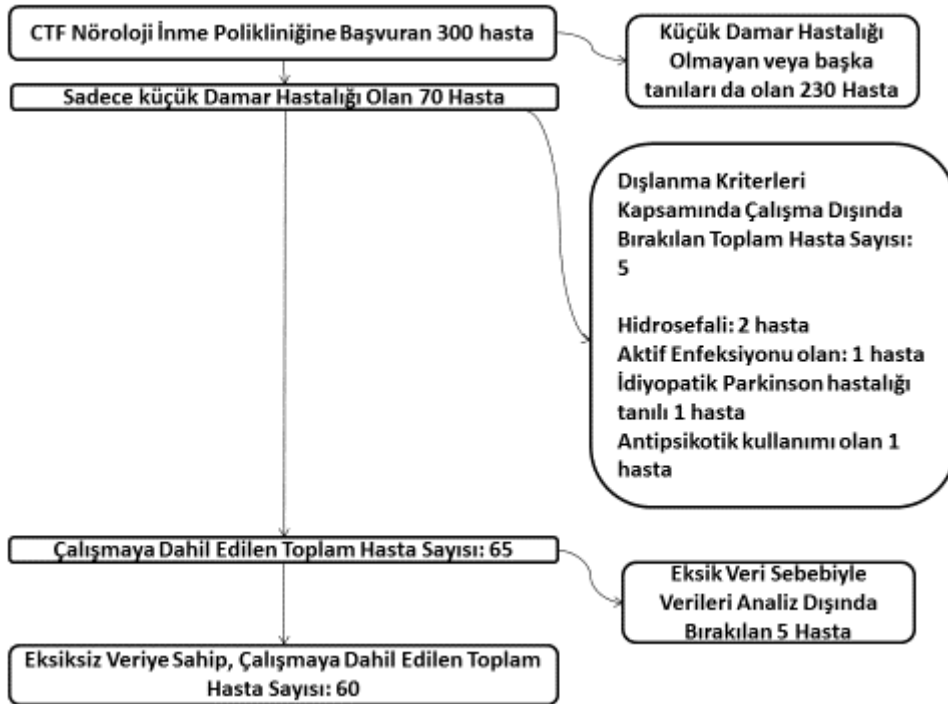 CTF Nöroloji İnme Polikliniğine Başvuran 300 hasta
Küçük Damar Hastalığı
Olmayan veya başka
tanıları da olan 230 Hasta
Sadece küçük Damar Hastalığı Olan 70 Hasta
Dışlanma Kriterleri
Kapsamında Çalışma Dışında
Bırakılan Toplam Hasta Sayısı:
5
Hidrosefali: 2 hasta
Aktif Enfeksiyonu olan: 1 hasta
İdiyopatik Parkinson hastalığı
tanılı 1 hasta
Antipsikotik kullanımı olan 1
hasta
Çalışmaya Dahil Edilen Toplam Hasta Sayısı: 65
Eksik Veri Sebebiyle
Verileri Analiz Dışında
Bırakılan 5 Hasta
Eksiksiz Veriye Sahip, Çalışmaya Dahil Edilen Toplam
Hasta Sayısı: 60